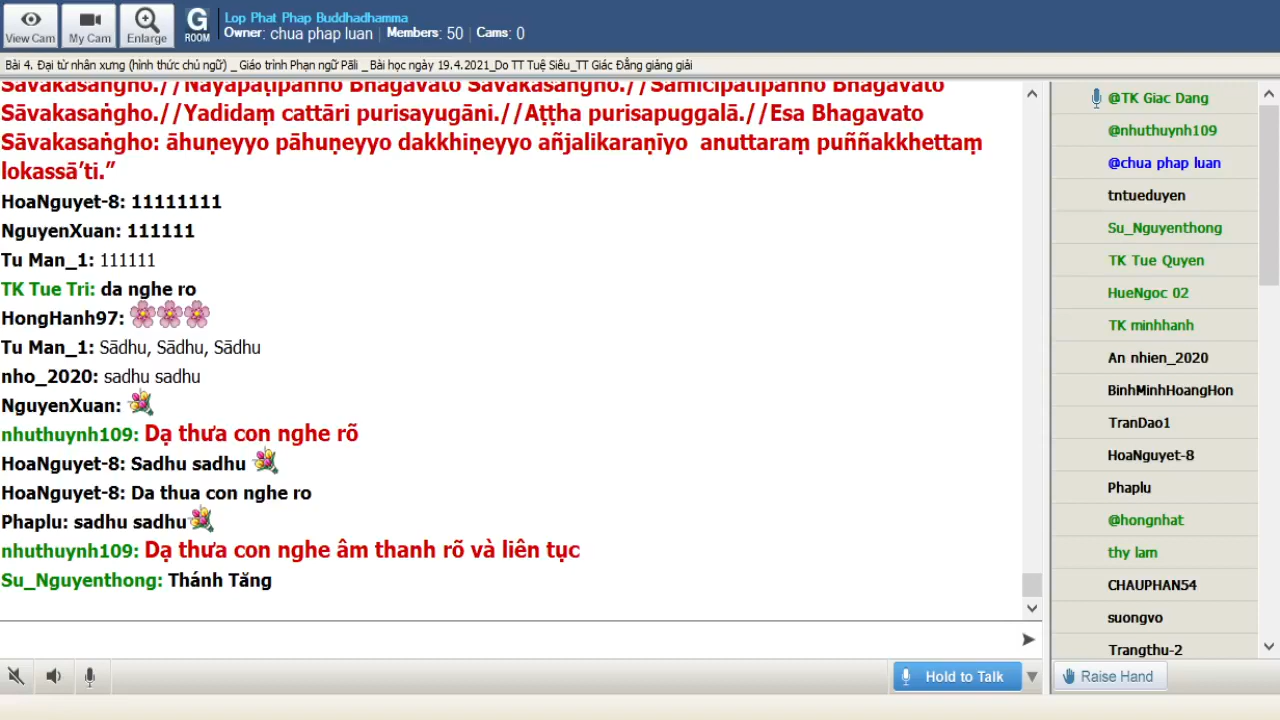 View Cam
My Cam
Enlarge
G
ROOM
Lop Phat Phap Buddhadhamma
Owner: chua phap luan | Members: 50 | Cams: 0
Bài 4. Đại từ nhân xưng (hình thức chủ ngữ) _ Giáo trình Phạn ngữ Pāli _ Bài học ngày 19.4.2021_Do TT Tuệ Siêu_TT Giác Đẳng giảng giải
Sāvakasaṅgho.//Ñāyapaṭipanno Bhagavato Sāvakasaṅgho.//Sāmīcipaṭipanno Bhagavato
Sāvakasaṅgho.//Yadidaṃ cattāri purisayugāni.//Aṭṭha purisapuggalā.//Esa Bhagavato
Sāvakasaṅgho: āhuṇeyyo pāhuṇeyyo dakkhiṇeyyo añjalikaraṇīyo anuttaraṃ puññakkhettaṃ
lokassā’ti.”
HoaNguyet-8: 11111111
NguyenXuan: 111111
Tu Man_1: 111111
TK Tue Tri: da nghe ro
HongHanh97:
Tu Man_1: Sādhu, Sādhu, Sādhu
nho_2020: sadhu sadhu
NguyenXuan:
nhuthuynh109: Dạ thưa con nghe rõ
HoaNguyet-8: Sadhu sadhu
HoaNguyet-8: Da thua con nghe ro
Phaplu: sadhu sadhu
nhuthuynh109: Dạ thưa con nghe âm thanh rõ và liên tục
Su_Nguyenthong: Thánh Tăng
Hold to Talk
@TK Giac Dang
@nhuthuynh109
@chua phap luan
tntueduyen
Su_Nguyenthong
TK Tue Quyen
HueNgoc 02
TK minhhanh
An nhien_2020
BinhMinhHoangHon
TranDao1
HoaNguyet-8
Phaplu
@hongnhat
thy lam
CHAUPHAN54
suongvo
Trangthu-2
Raise Hand